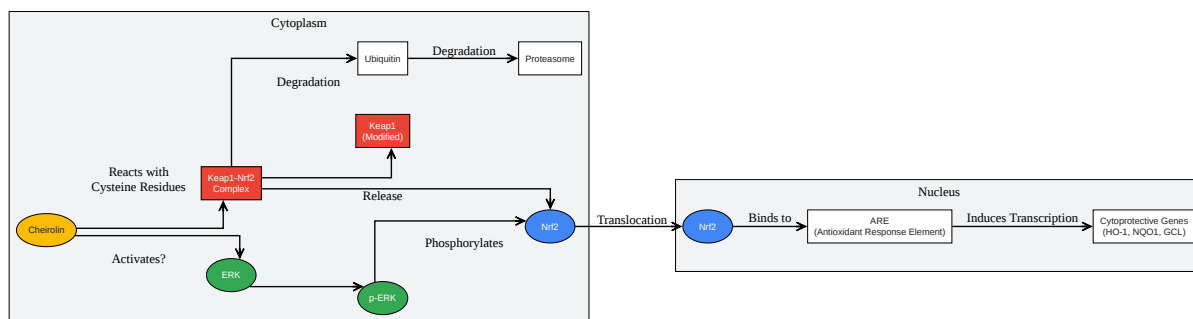 Cytoplasm
Ubiquitin
Degradation
Proteasome
Degradation
Keap1
(Modified)
Reacts with
Cysteine Residues
Keap1-Nrf2
Complex
Release
Cheirolin
Activates?
ERK
p-ERK
Phosphorylates
Nrf2
Translocation
Nucleus
Nrf2
Binds to
ARE
(Antioxidant Response Element)
Induces Transcription
Cytoprotective Genes
(HO-1, NQO1, GCL)